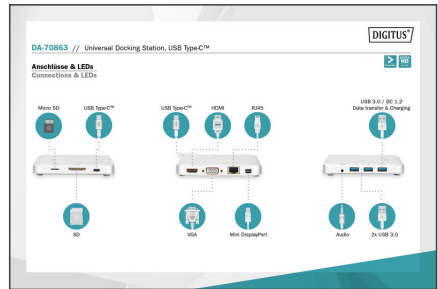 DIGITUS®
DA-70863 // Universal Docking Station, USB Type-C™
Anschlüsse & LEDs
Connections & LEDs
HD
Micro SD
USB Type-C™
USB Type-C™
HDMI
RJ45
USB 3.0 / BC 1.2
Data transfer & Charging
SD
VGA
Mini DisplayPort
Audio
2x USB 3.0